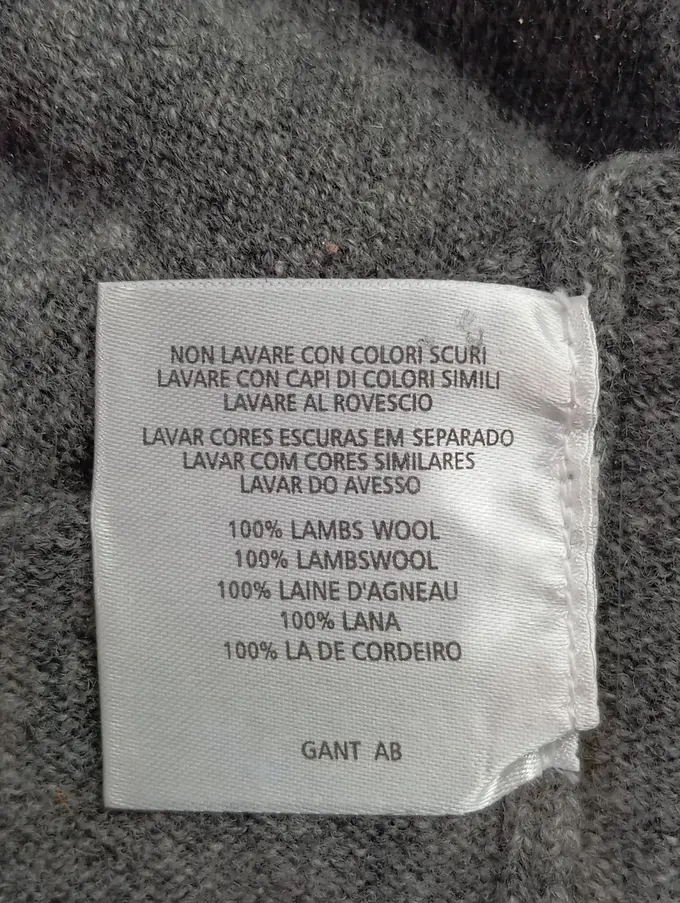 NON LAVARE CON COLORI SCURI
LAVARE CON CAPI DI COLORI SIMILI
LAVARE AL ROVESCIO
LAVAR CORES ESCURAS EM SEPARADO
LAVAR COM CORES SIMILARES
LAVAR DO AVESSO
100% LAMBS WOOL
100% LAMBSWOOL
100% LAINE D'AGNEAU
100% LANA
100% LA DE CORDEIRO
GANT AB